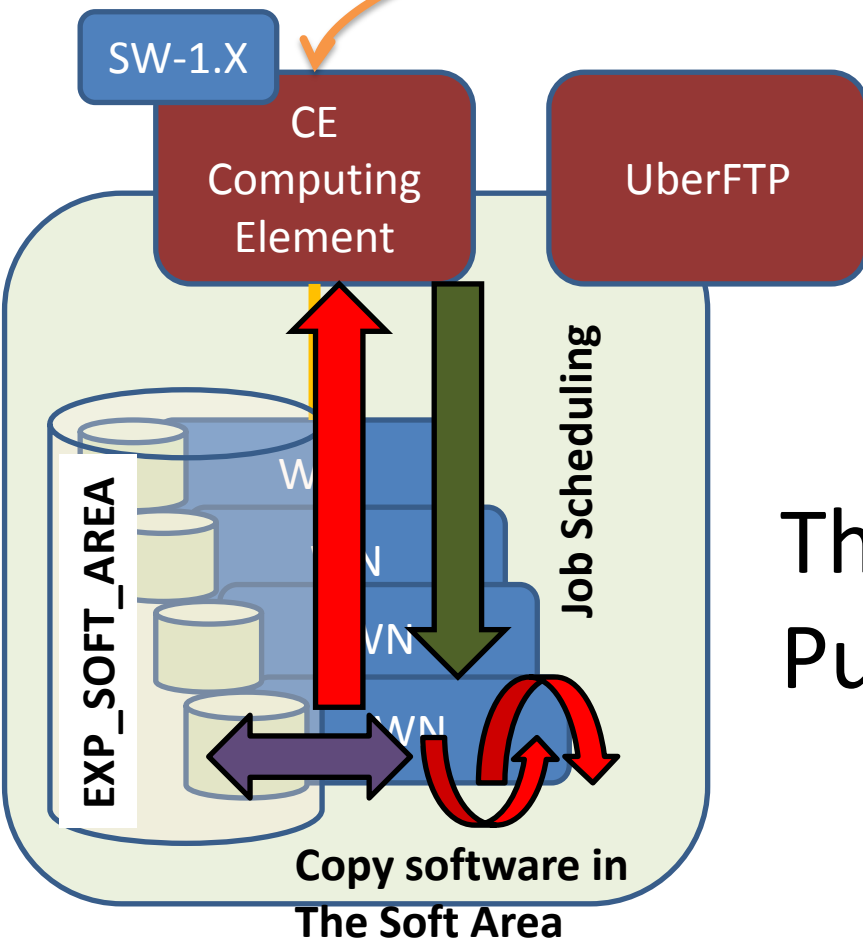 SW-1.X
CE
Computing
Element
UberFTP
Job Scheduling
EXP_SOFT_AREA
WN
WN
Copy software in
The Soft Area